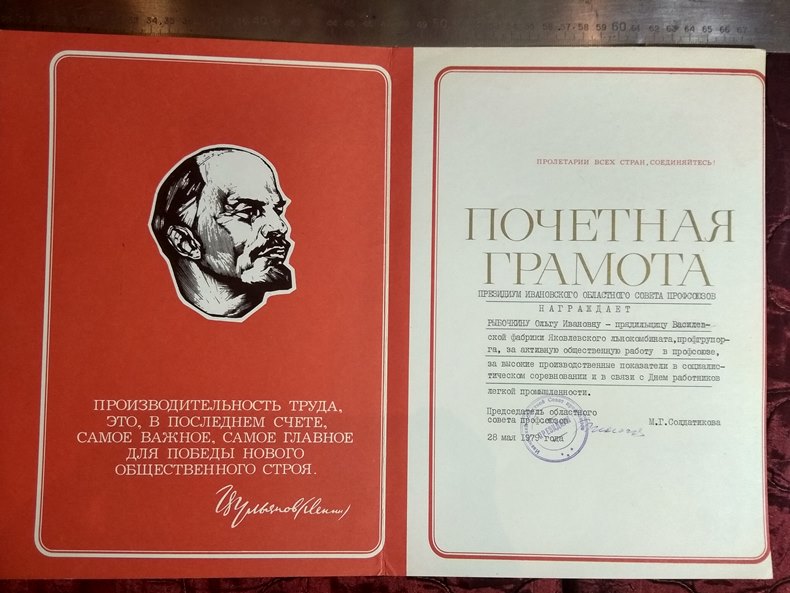 ПРОИЗВОДИТЕЛЬНОСТЬ ТРУДА,
ЭТО, В ПОСЛЕДНЕМ СЧЕТЕ,
САМОЕ ВАЖНОЕ, САМОЕ ГЛАВНОЕ
ДЛЯ ПОБЕДЫ НОВОГО
ОБЩЕСТВЕННОГО СТРОЯ.
В. Ульянов (Ленин)
ПРОЛЕТАРИИ ВСЕХ СТРАН, СОЕДИНЯЙТЕСЬ!
ПОЧЕТНАЯ
ГРАМОТА
ПРЕЗИДИУМ ИВАНОВСКОГО ОБЛАСТНОГО СОВЕТА ПРОФСОЮЗОВ
НАГРАЖДАЕТ
РЫБОЧКИНУ Ольгу Ивановну - прядильщицу Василев-
ской фабрики Яковлевского льнокомбината, профгрупор-
га, за активную общественную работу в профсоюзе,
за высокие производственные показатели в социалис-
тическом соревновании и в связи с Днем работников
легкой промышленности.
Председатель областного
совета профсоюзов М.Г.Солдатикова
28 мая 1979 года